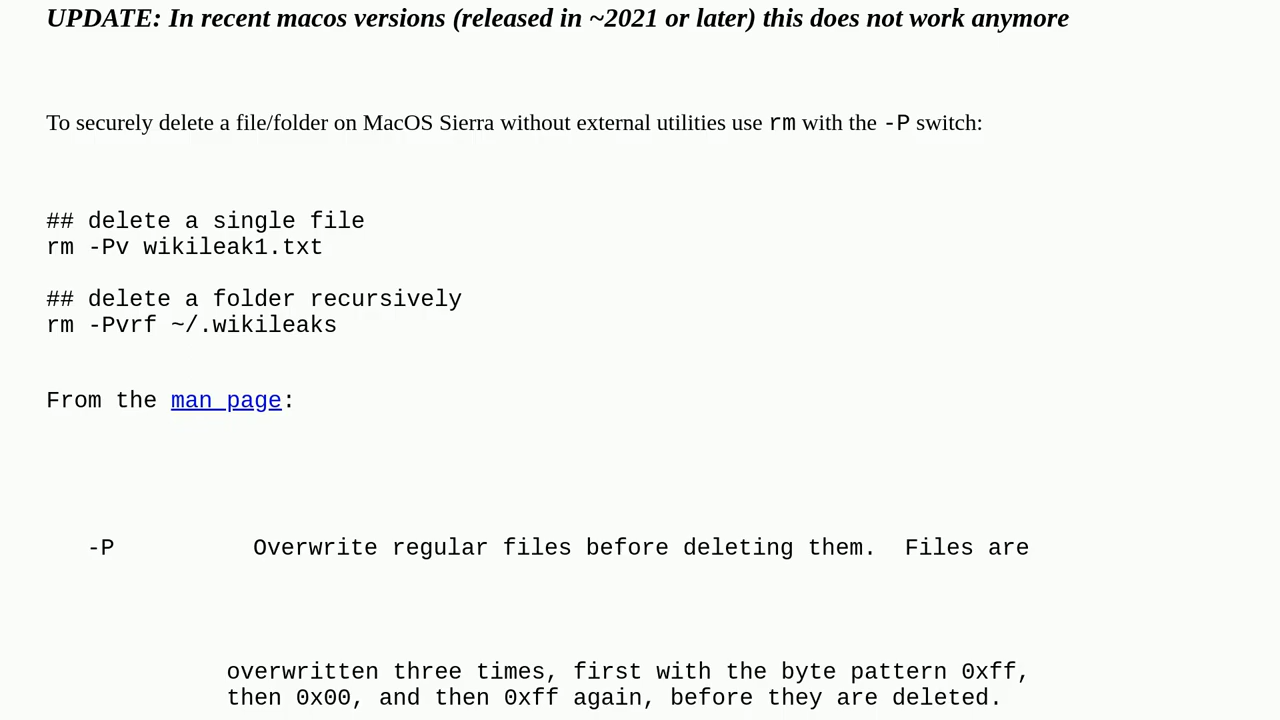 UPDATE: In recent macos versions (released in ~2021 or later) this does not work anymore
To securely delete a file/folder on MacOS Sierra without external utilities use rm with the -P switch:
## delete a single file
rm -Pv wikileak1.txt
## delete a folder recursively
rm -Pvrf ~/.wikileaks
From the man page:
-P          Overwrite regular files before deleting them.  Files are
overwritten three times, first with the byte pattern 0xff,
then 0x00, and then 0xff again, before they are deleted.